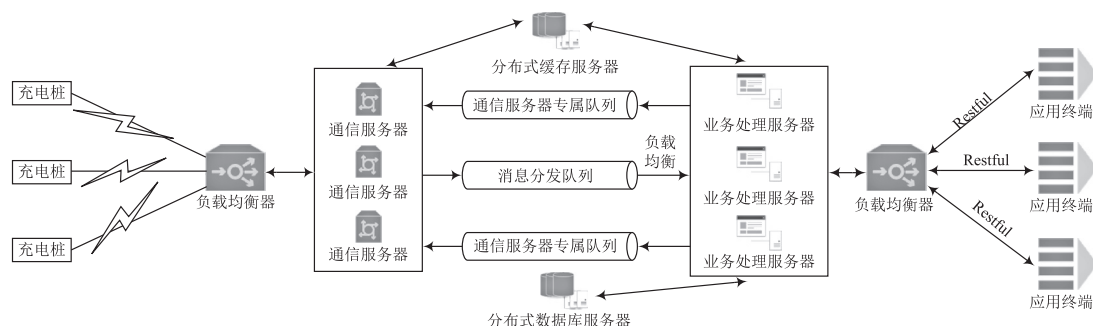 充电桩
充电桩
充电桩
负载均衡器
通信服务器
通信服务器
通信服务器
分布式缓存服务器
通信服务器专属队列
消息分发队列
负载
均衡
通信服务器专属队列
分布式数据库服务器
业务处理服务器
业务处理服务器
业务处理服务器
负载均衡器
Restful
Restful
Restful
应用终端
应用终端
应用终端